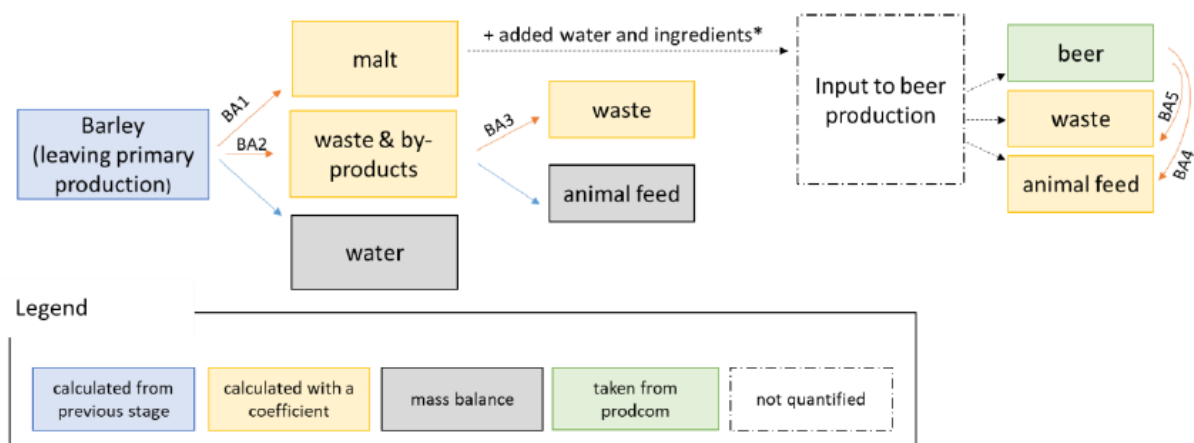 malt
+ added water and ingredients*
beer
BA1
Barley
(leaving primary
production)
BA2
waste & by-
products
BA3
waste
Input to beer
production
waste
BA5
animal feed
animal feed
BA4
water
Legend
calculated from
previous stage
calculated with a
coefficient
mass balance
taken from
prodcom
not quantified